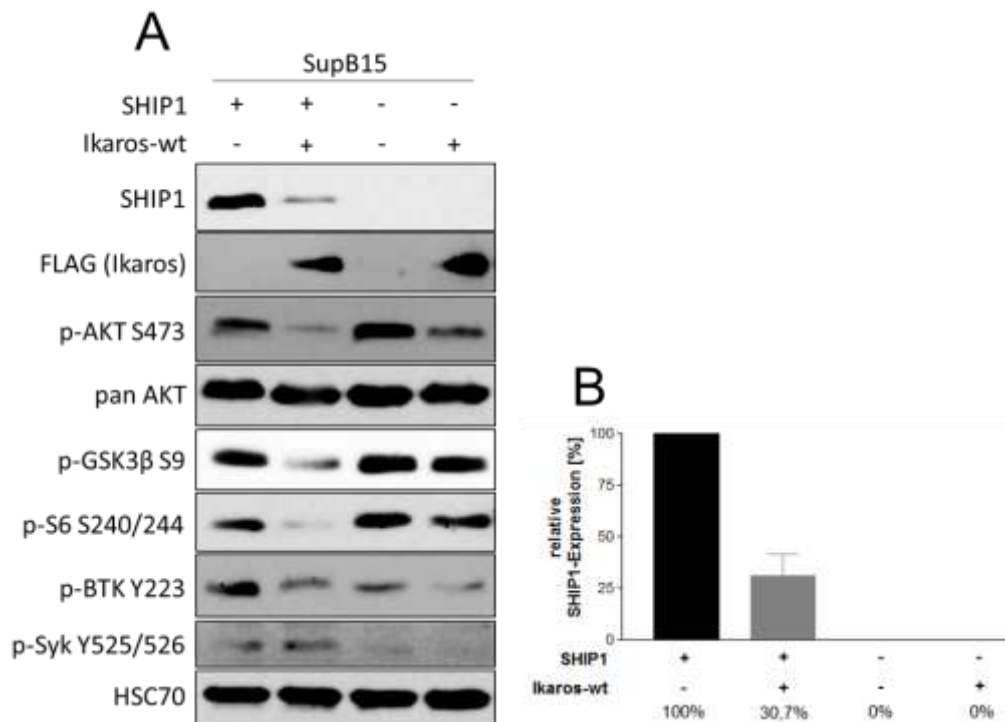 A
SupB15
SHIP1 + + - -
Ikaros-wt - + - +
SHIP1
FLAG (Ikaros)
p-AKT S473
pan AKT
p-GSK3β S9
p-S6 S240/244
p-BTK Y223
p-Syk Y525/526
HSC70
B
relative
SHIP1-Expression [%]
100
75
50
25
0
SHIP1 + + - -
Ikaros-wt - + - +
100% 30,7% 0% 0%